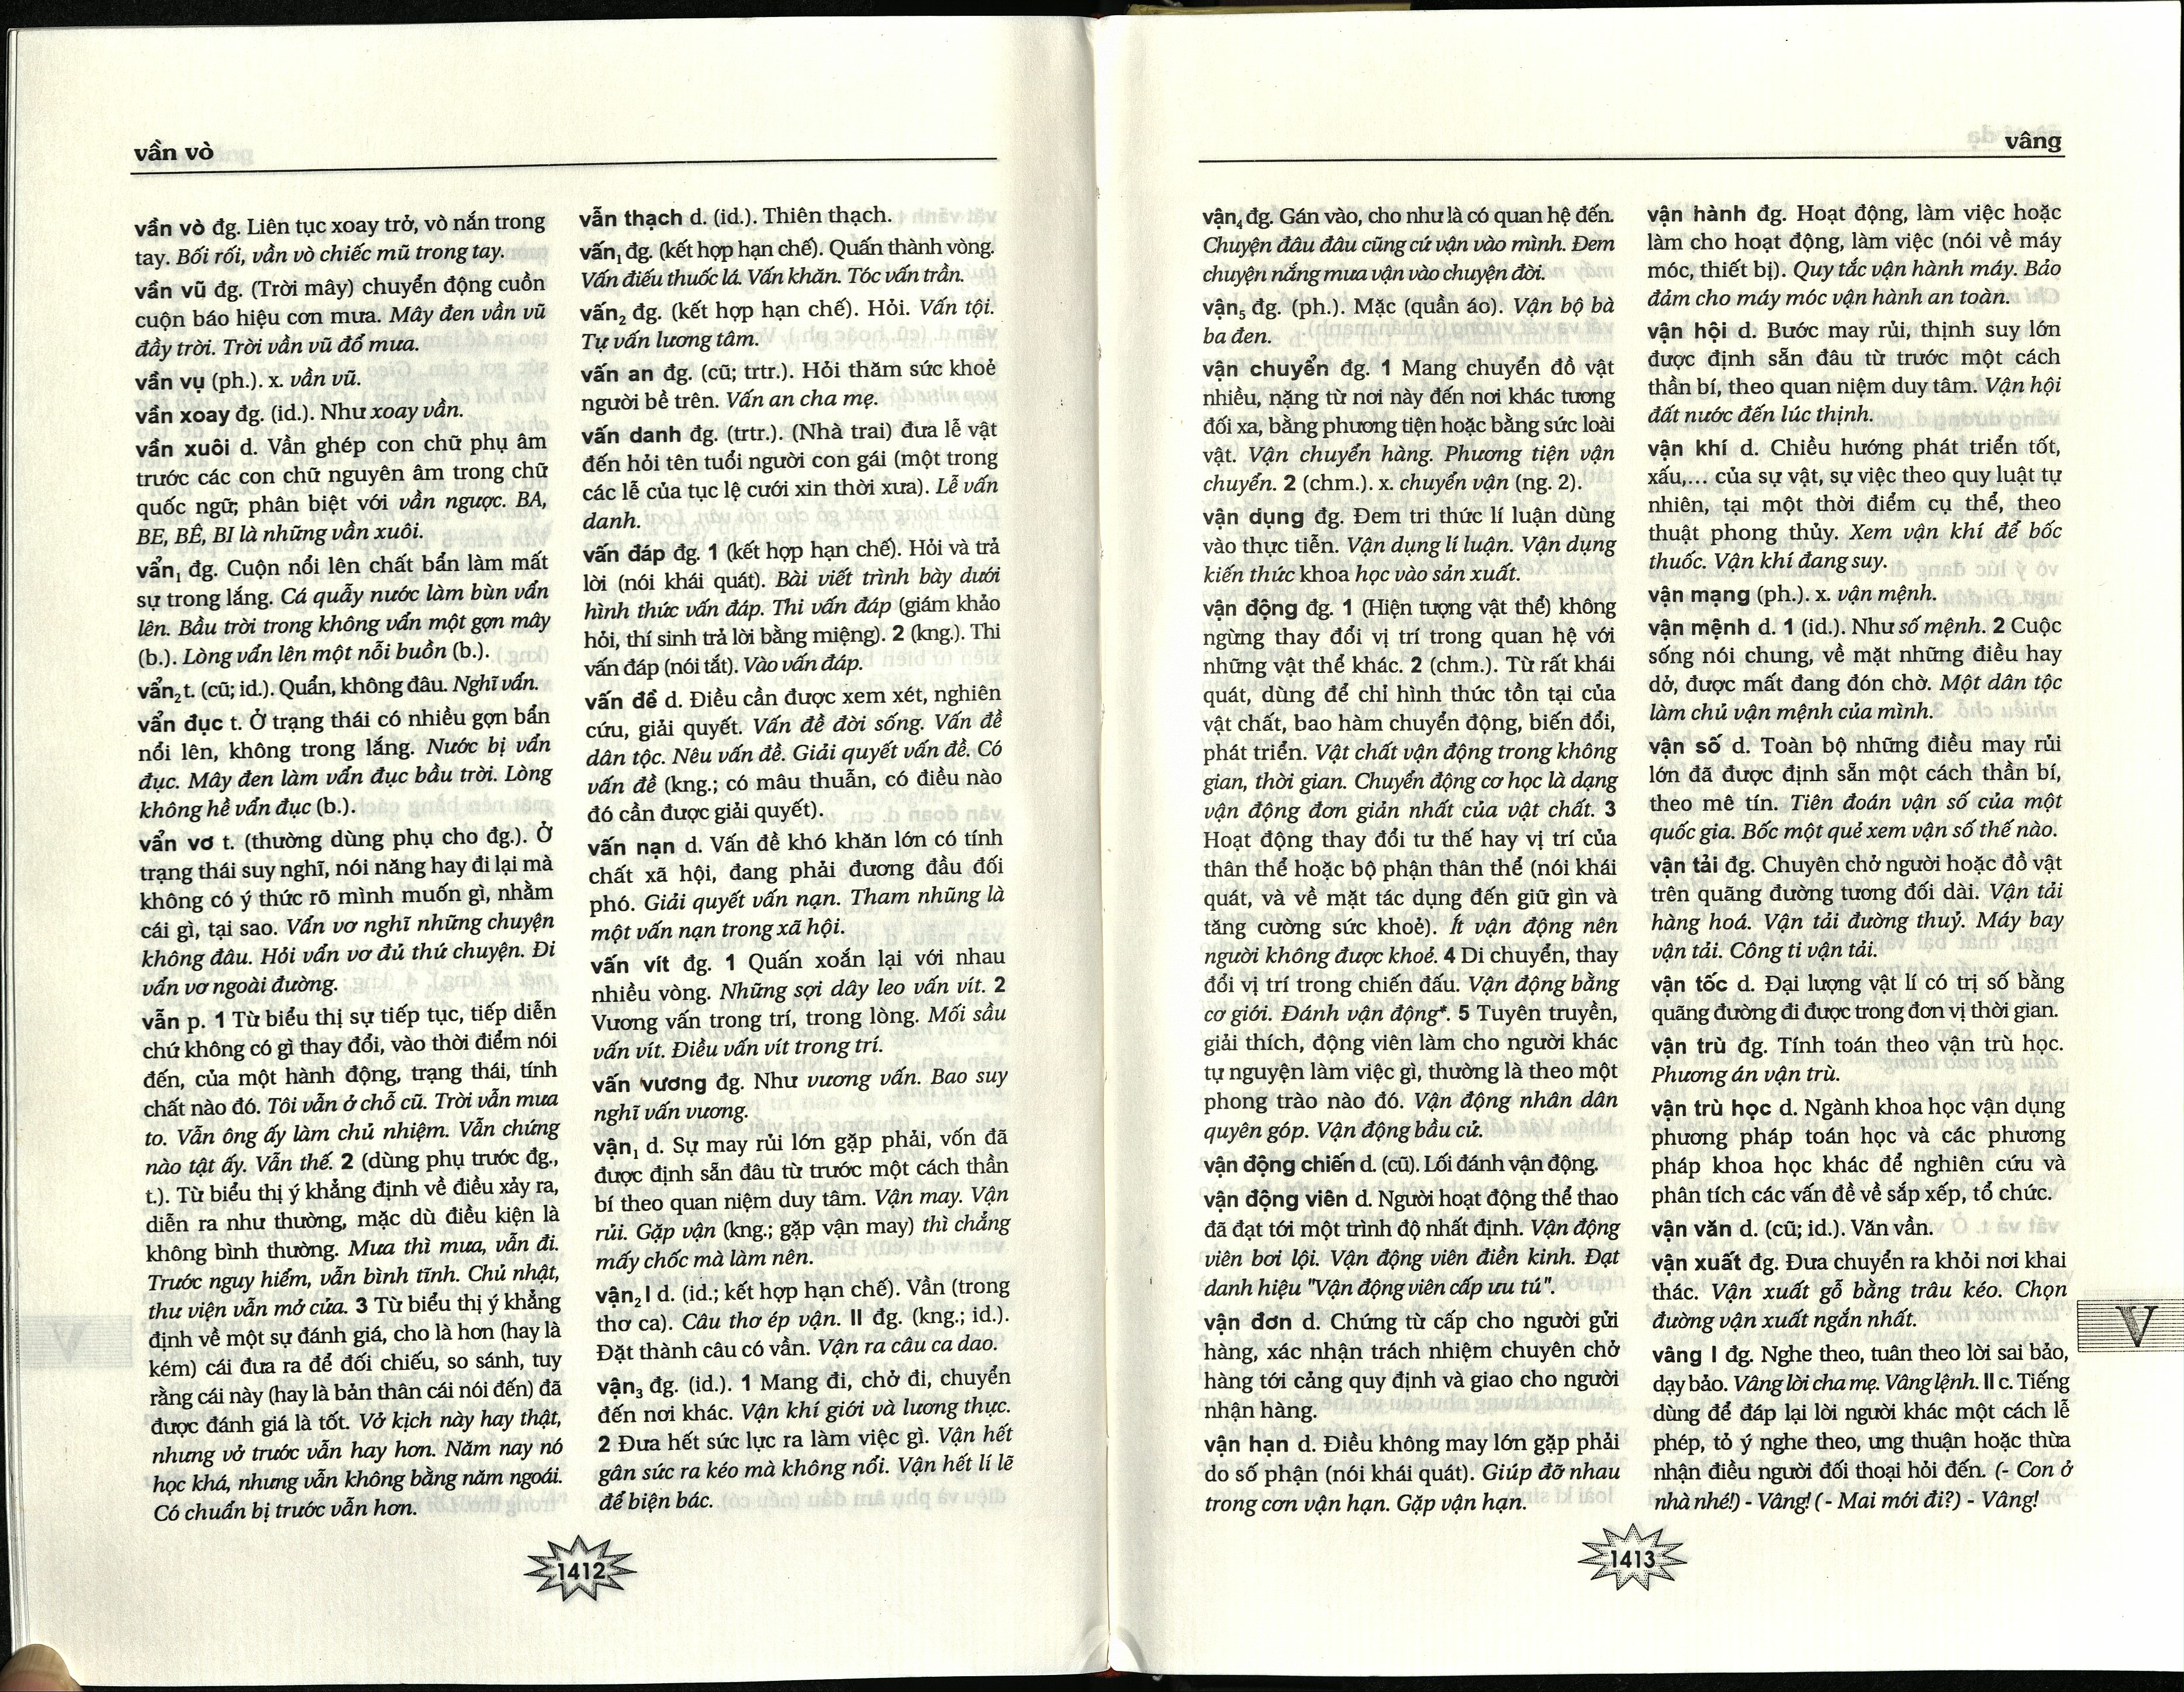 vần vò
vần vò đg. Liên tục xoay trở, vò nắn trong
tay. Bối rối, vần vò chiếc mũ trong tay.
vần vũ đg. (Trời mây) chuyển động cuồn
cuộn báo hiệu cơn mưa. Mây đen vần vũ
đầy trời. Trời vần vũ đổ mưa.
vần vụ (ph.). x. vần vũ.
vần xoay đg. (id.). Như xoay vần.
vần xuôi d. Vần ghép con chữ phụ âm
trước các con chữ nguyên âm trong chữ
quốc ngữ; phân biệt với vần ngược. BA,
BE, BÊ, BI là những vần xuôi.
vẩn₁ đg. Cuộn nổi lên chất bẩn làm mất
sự trong lắng. Cá quẫy nước làm bùn vẩn
lên. Bầu trời trong không vẩn một gợn mây
(b.). Lòng vẩn lên một nỗi buồn (b.).
vẩn₂ t. (cũ; id.). Quẩn, không đâu. Nghĩ vẩn.
vẩn đục t. Ở trạng thái có nhiều gợn bẩn
nổi lên, không trong lắng. Nước bị vẩn
đục. Mây đen làm vẩn đục bầu trời. Lòng
không hề vẩn đục (b.).
vẩn vơ t. (thường dùng phụ cho đg.). Ở
trạng thái suy nghĩ, nói năng hay đi lại mà
không có ý thức rõ mình muốn gì, nhằm
cái gì, tại sao. Vẩn vơ nghĩ những chuyện
không đâu. Hỏi vẩn vơ đủ thứ chuyện. Đi
vẩn vơ ngoài đường.
vẫn p. 1 Từ biểu thị sự tiếp tục, tiếp diễn
chứ không có gì thay đổi, vào thời điểm nói
đến, của một hành động, trạng thái, tính
chất nào đó. Tôi vẫn ở chỗ cũ. Trời vẫn mưa
to. Vẫn ông ấy làm chủ nhiệm. Vẫn chứng
nào tật ấy. Vẫn thế. 2 (dùng phụ trước đg.,
t.). Từ biểu thị ý khẳng định về điều xảy ra,
diễn ra như thường, mặc dù điều kiện là
không bình thường. Mưa thì mưa, vẫn đi.
Trước nguy hiểm, vẫn bình tĩnh. Chủ nhật,
thư viện vẫn mở cửa. 3 Từ biểu thị ý khẳng
định về một sự đánh giá, cho là hơn (hay là
kém) cái đưa ra để đối chiếu, so sánh, tuy
rằng cái này (hay là bản thân cái nói đến) đã
được đánh giá là tốt. Vở kịch này hay thật,
nhưng vở trước vẫn hay hơn. Năm nay nó
học khá, nhưng vẫn không bằng năm ngoái.
Có chuẩn bị trước vẫn hơn.
vẫn thạch d. (id.). Thiên thạch.
vấn₁ đg. (kết hợp hạn chế). Quấn thành vòng.
Vấn điếu thuốc lá. Vấn khăn. Tóc vấn trần.
vấn₂ đg. (kết hợp hạn chế). Hỏi. Vấn tội.
Tự vấn lương tâm.
vấn an đg. (cũ; trtr.). Hỏi thăm sức khoẻ
người bề trên. Vấn an cha mẹ.
vấn danh đg. (trtr.). (Nhà trai) đưa lễ vật
đến hỏi tên tuổi người con gái (một trong
các lễ của tục lệ cưới xin thời xưa). Lễ vấn
danh.
vấn đáp đg. 1 (kết hợp hạn chế). Hỏi và trả
lời (nói khái quát). Bài viết trình bày dưới
hình thức vấn đáp. Thi vấn đáp (giám khảo
hỏi, thí sinh trả lời bằng miệng). 2 (kng.). Thi
vấn đáp (nói tắt). Vào vấn đáp.
vấn đề d. Điều cần được xem xét, nghiên
cứu, giải quyết. Vấn đề đời sống. Vấn đề
dân tộc. Nêu vấn đề. Giải quyết vấn đề. Có
vấn đề (kng.; có mâu thuẫn, có điều nào
đó cần được giải quyết).
vấn nạn d. Vấn đề khó khăn lớn có tính
chất xã hội, đang phải đương đầu đối
phó. Giải quyết vấn nạn. Tham nhũng là
một vấn nạn trong xã hội.
vấn vít đg. 1 Quấn xoắn lại với nhau
nhiều vòng. Những sợi dây leo vấn vít. 2
Vương vấn trong trí, trong lòng. Mối sầu
vấn vít. Điều vấn vít trong trí.
vấn vương đg. Như vương vấn. Bao suy
nghĩ vấn vương.
vận₁ d. Sự may rủi lớn gặp phải, vốn đã
được định sẵn đâu từ trước một cách thần
bí theo quan niệm duy tâm. Vận may. Vận
rủi. Gặp vận (kng.; gặp vận may) thì chẳng
mấy chốc mà làm nên.
vận₂ I d. (id.; kết hợp hạn chế). Vần (trong
thơ ca). Câu thơ ép vận. II đg. (kng.; id.).
Đặt thành câu có vần. Vận ra câu ca dao.
vận₃ đg. (id.). 1 Mang đi, chở đi, chuyển
đến nơi khác. Vận khí giới và lương thực.
2 Đưa hết sức lực ra làm việc gì. Vận hết
gân sức ra kéo mà không nổi. Vận hết lí lẽ
để biện bác.
1412
vâng
vận₄ đg. Gán vào, cho như là có quan hệ đến.
Chuyện đâu đâu cũng cứ vận vào mình. Đem
chuyện nắng mưa vận vào chuyện đời.
vận₅ đg. (ph.). Mặc (quần áo). Vận bộ bà
ba đen.
vận chuyển đg. 1 Mang chuyển đồ vật
nhiều, nặng từ nơi này đến nơi khác tương
đối xa, bằng phương tiện hoặc bằng sức loài
vật. Vận chuyển hàng. Phương tiện vận
chuyển. 2 (chm.). x. chuyển vận (ng. 2).
vận dụng đg. Đem tri thức lí luận dùng
vào thực tiễn. Vận dụng lí luận. Vận dụng
kiến thức khoa học vào sản xuất.
vận động đg. 1 (Hiện tượng vật thể) không
ngừng thay đổi vị trí trong quan hệ với
những vật thể khác. 2 (chm.). Từ rất khái
quát, dùng để chỉ hình thức tồn tại của
vật chất, bao hàm chuyển động, biến đổi,
phát triển. Vật chất vận động trong không
gian, thời gian. Chuyển động cơ học là dạng
vận động đơn giản nhất của vật chất. 3
Hoạt động thay đổi tư thế hay vị trí của
thân thể hoặc bộ phận thân thể (nói khái
quát, và về mặt tác dụng đến giữ gìn và
tăng cường sức khoẻ). Ít vận động nên
người không được khoẻ. 4 Di chuyển, thay
đổi vị trí trong chiến đấu. Vận động bằng
cơ giới. Đánh vận động*. 5 Tuyên truyền,
giải thích, động viên làm cho người khác
tự nguyện làm việc gì, thường là theo một
phong trào nào đó. Vận động nhân dân
quyên góp. Vận động bầu cử.
vận động chiến d. (cũ). Lối đánh vận động.
vận động viên d. Người hoạt động thể thao
đã đạt tới một trình độ nhất định. Vận động
viên bơi lội. Vận động viên điền kinh. Đạt
danh hiệu "Vận động viên cấp ưu tú".
vận đơn d. Chứng từ cấp cho người gửi
hàng, xác nhận trách nhiệm chuyên chở
hàng tới cảng quy định và giao cho người
nhận hàng.
vận hạn d. Điều không may lớn gặp phải
do số phận (nói khái quát). Giúp đỡ nhau
trong cơn vận hạn. Gặp vận hạn.
vận hành đg. Hoạt động, làm việc hoặc
làm cho hoạt động, làm việc (nói về máy
móc, thiết bị). Quy tắc vận hành máy. Bảo
đảm cho máy móc vận hành an toàn.
vận hội d. Bước may rủi, thịnh suy lớn
được định sẵn đâu từ trước một cách
thần bí, theo quan niệm duy tâm. Vận hội
đất nước đến lúc thịnh.
vận khí d. Chiều hướng phát triển tốt,
xấu,... của sự vật, sự việc theo quy luật tự
nhiên, tại một thời điểm cụ thể, theo
thuật phong thủy. Xem vận khí để bốc
thuốc. Vận khí đang suy.
vận mạng (ph.). x. vận mệnh.
vận mệnh d. 1 (id.). Như số mệnh. 2 Cuộc
sống nói chung, về mặt những điều hay
dở, được mất đang đón chờ. Một dân tộc
làm chủ vận mệnh của mình.
vận số d. Toàn bộ những điều may rủi
lớn đã được định sẵn một cách thần bí,
theo mê tín. Tiên đoán vận số của một
quốc gia. Bốc một quẻ xem vận số thế nào.
vận tải đg. Chuyên chở người hoặc đồ vật
trên quãng đường tương đối dài. Vận tải
hàng hoá. Vận tải đường thuỷ. Máy bay
vận tải. Công ti vận tải.
vận tốc d. Đại lượng vật lí có trị số bằng
quãng đường đi được trong đơn vị thời gian.
vận trù đg. Tính toán theo vận trù học.
Phương án vận trù.
vận trù học d. Ngành khoa học vận dụng
phương pháp toán học và các phương
pháp khoa học khác để nghiên cứu và
phân tích các vấn đề về sắp xếp, tổ chức.
vận văn d. (cũ; id.). Văn vần.
vận xuất đg. Đưa chuyển ra khỏi nơi khai
thác. Vận xuất gỗ bằng trâu kéo. Chọn
đường vận xuất ngắn nhất.
vâng I đg. Nghe theo, tuân theo lời sai bảo,
dạy bảo. Vâng lời cha mẹ. Vâng lệnh. II c. Tiếng
dùng để đáp lại lời người khác một cách lễ
phép, tỏ ý nghe theo, ưng thuận hoặc thừa
nhận điều người đối thoại hỏi đến. (- Con ở
nhà nhé!) - Vâng! ( - Mai mới đi?) - Vâng!
V
1413